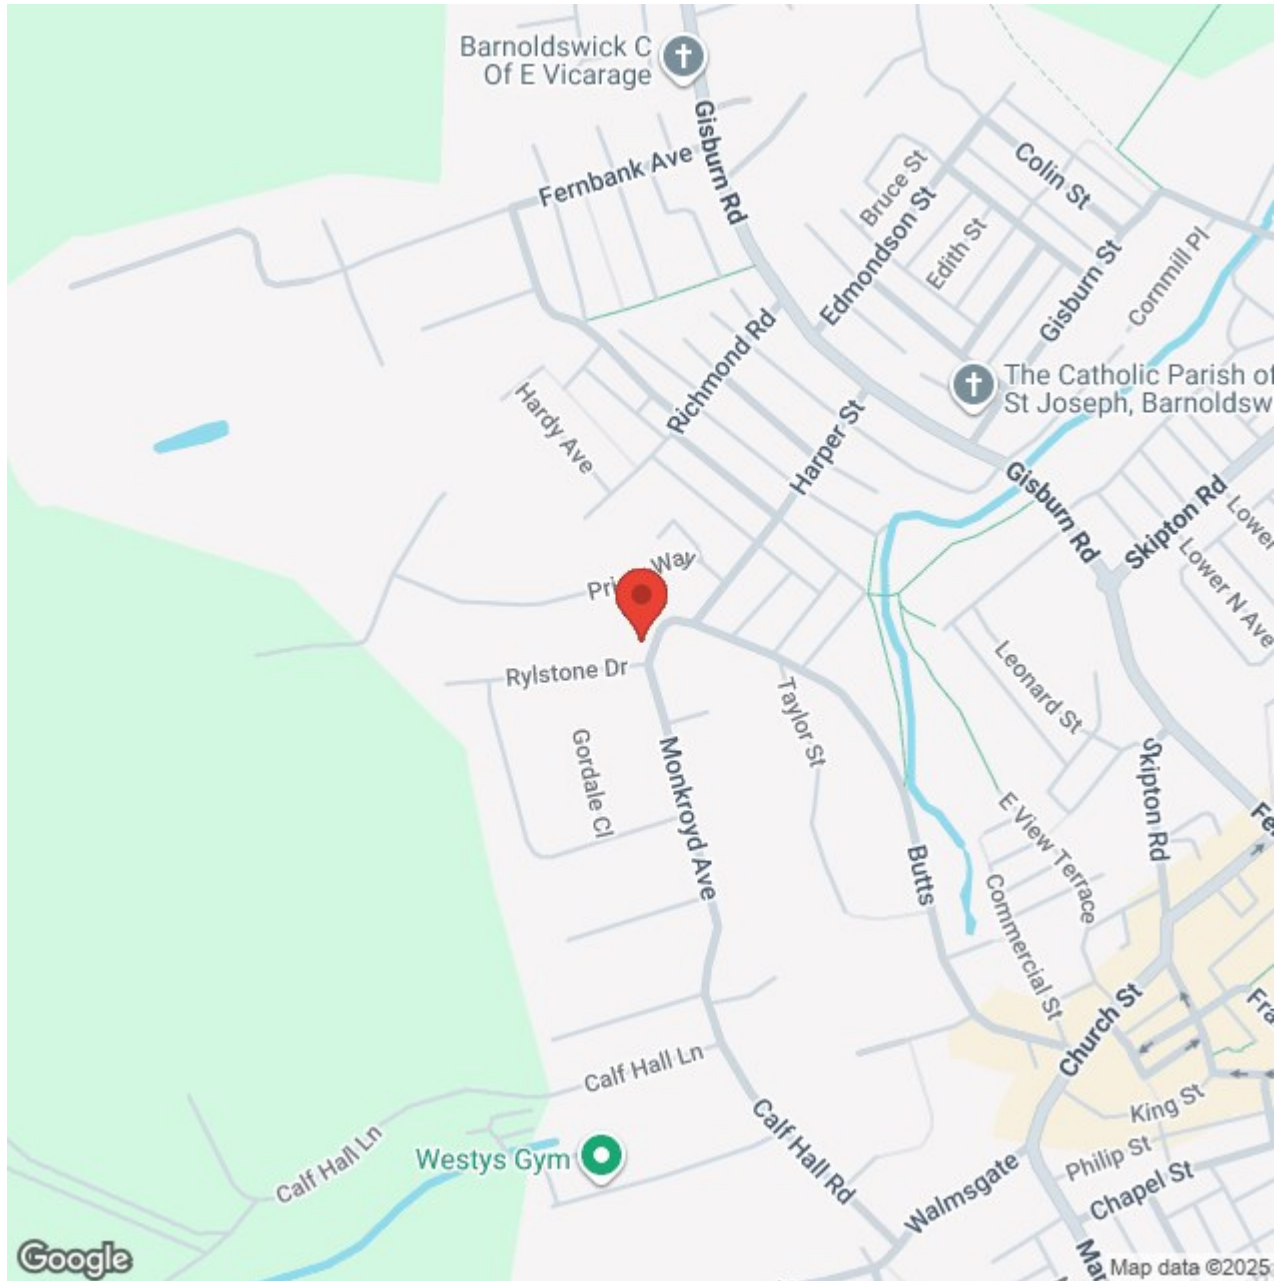 Barnoldswick C
Of E Vicarage
Gisburn Rd
Fernbank Ave
Colin St
Bruce St
Edmondson St
Edith St
Gisburn St
Cornmill Pl
Richmond Rd
Hardy Ave
Harper St
The Catholic Parish of
St Joseph, Barnoldsw
Gisburn Rd
Skipton Rd
Lower
Lower N Ave
Way
Rylstone Dr
Leonard St
Taylor St
Gordale Cl
Monkroyd Ave
Skipton Rd
E View Terrace
Butts
Commercial St
Church St
Calf Hall Ln
King St
Calf Hall Ln
Westys Gym
Calf Hall Rd
Walmsgate
Philip St
Chapel St
Google
Map data ©2025